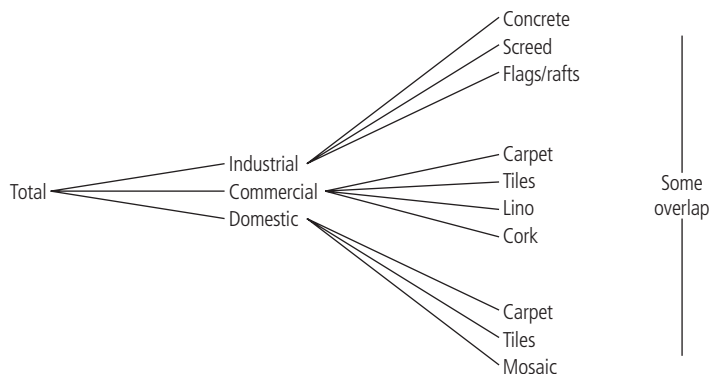 Concrete
Screed
Flags/rafts
Industrial
Carpet
Total
Commercial
Tiles
Some
Lino
overlap
Domestic
Cork
Carpet
Tiles
Mosaic